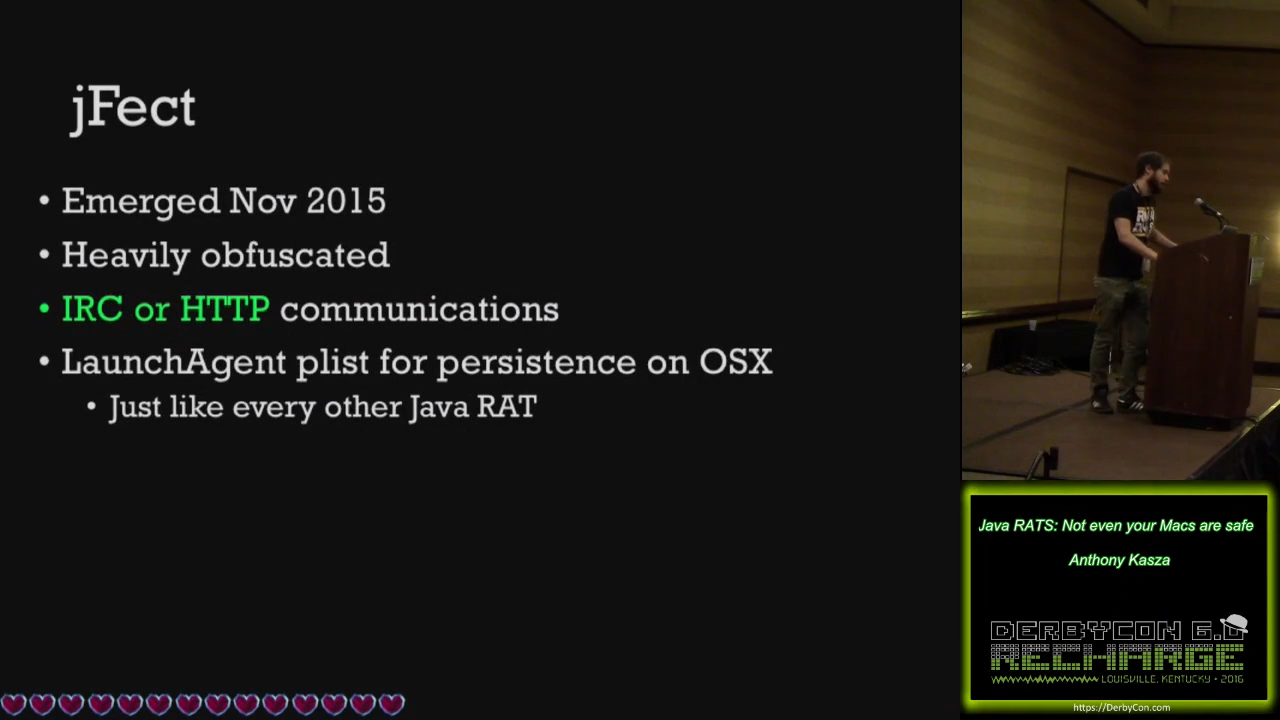 jFect
• Emerged Nov 2015
• Heavily obfuscated
• IRC or HTTP communications
• LaunchAgent plist for persistence on OSX
• Just like every other Java RAT
Java RATS: Not even your Macs are safe
Anthony Kasza
DERBYCON 6.0
RECHARGE
LOUISVILLE, KENTUCKY • 2016
https://DerbyCon.com